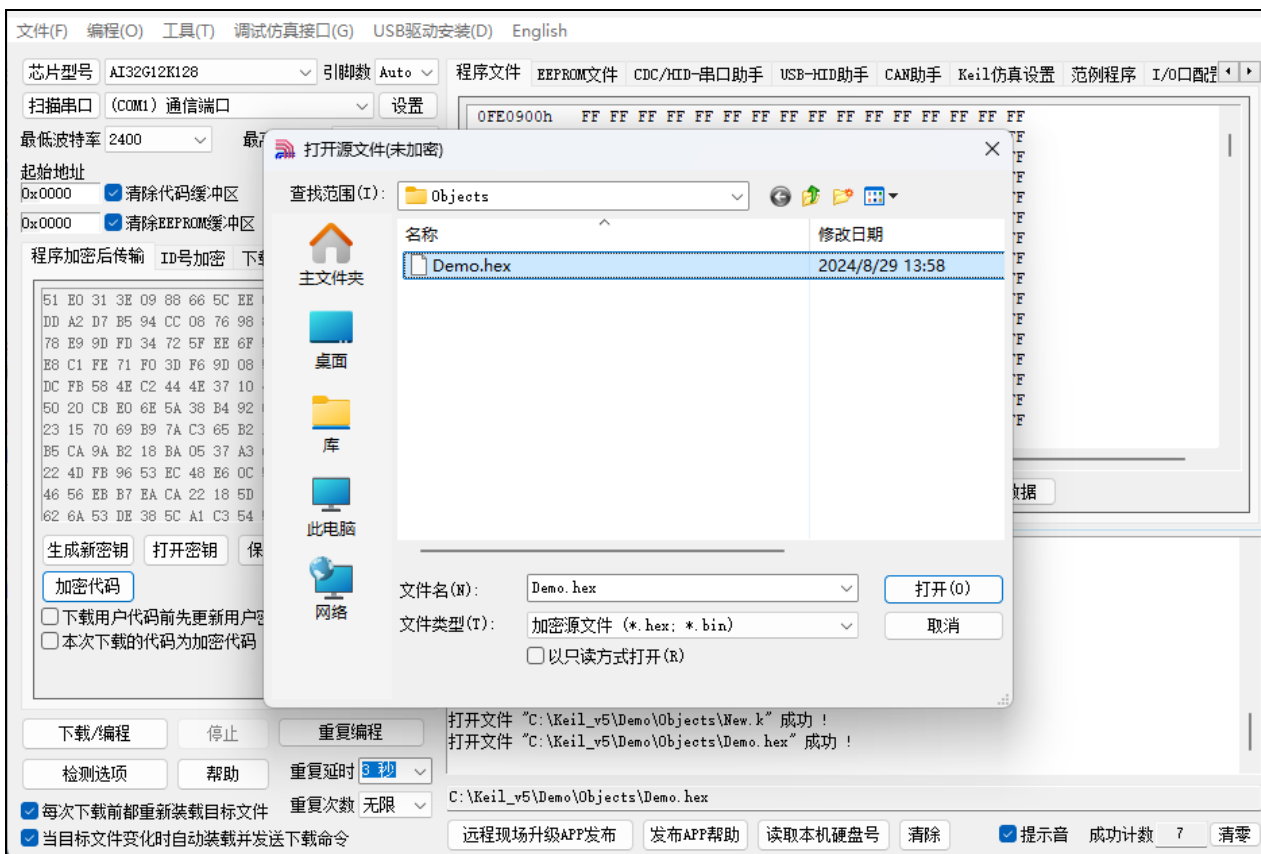 文件(F) 编程(O) 工具(T) 调试仿真接口(G) USB驱动安装(D) English
芯片型号 AI32G12K128 引脚数 Auto 程序文件 EEPROM文件 CDC/HID-串口助手 USB-HID助手 CAN助手 Keil仿真设置 范例程序 I/O口配
扫描串口 (COM1) 通信端口 设置
0FE0900h FF FF FF FF FF FF FF FF FF FF FF FF FF FF FF FF
最低波特率 2400
打开源文件(未加密)
起始地址
0x0000 清除代码缓冲区
查找范围(I): Objects
0x0000 清除EEPROM缓冲区
名称 修改日期
程序加密后传输 ID号加密
Demo.hex 2024/8/29 13:58
主文件夹
桌面
库
此电脑
网络
51 E0 31 3E 09 88 66 5C EE
DD A2 D7 B5 94 CC 08 76 98
78 E9 9D FD 34 72 5F EE 6F
E8 C1 FE 71 F0 3D F6 9D 08
DC FB 58 4E C2 44 4E 37 10
50 20 CB E0 6E 5A 38 B4 92
23 15 70 69 B9 7A C3 65 B2
B5 CA 9A B2 18 BA 05 37 A3
22 4D FB 96 53 EC 48 E6 0C
46 56 EB B7 EA CA 22 18 5D
62 6A 53 DE 38 5C A1 C3 54
数据
生成新密钥 打开密钥 保
加密代码
文件名(N): Demo.hex 打开(O)
下载用户代码前先更新用户
文件类型(T): 加密源文件 (*.hex; *.bin) 取消
本次下载的代码为加密代码
以只读方式打开(R)
打开文件 "C:\Keil_v5\Demo\Objects\New.k" 成功 !
打开文件 "C:\Keil_v5\Demo\Objects\Demo.hex" 成功 !
下载/编程 停止 重复编程
检测选项 帮助 重复延时 3 秒
每次下载前都重新装载目标文件 重复次数 无限
C:\Keil_v5\Demo\Objects\Demo.hex
当目标文件变化时自动装载并发送下载命令
远程现场升级APP发布 发布APP帮助 读取本机硬盘号 清除 提示音 成功计数 7 清零